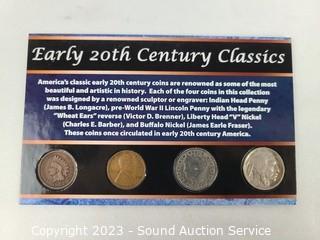 Early 20th Century Classics
America's classic early 20th century coins are renowned as some of the most
beautiful and artistic in history. Each of the four coins in this collection
was designed by a renowned sculptor or engraver: Indian Head Penny
(James B. Longacre), pre-World War II Lincoln Penny with the legendary
"Wheat Ears" reverse (Victor D. Brenner), Liberty Head "V" Nickel
(Charles E. Barber), and Buffalo Nickel (James Earle Fraser).
These coins once circulated in early 20th century America.
Copyright 2023 - Sound Auction Service